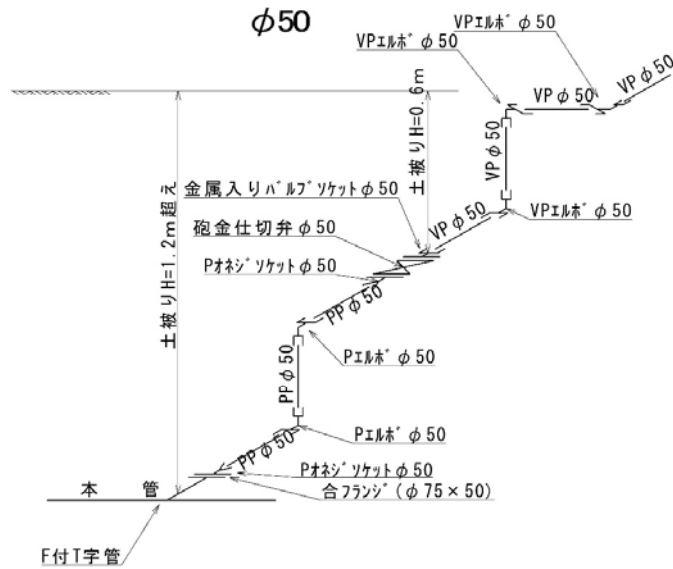 φ50
VPエルボφ50
VPエルボφ50
VPφ50
VPφ50
土被りH=0.6m
VPφ50
金属入りバルブソケットφ50
VPφ50
VPエルボφ50
砲金仕切弁φ50
Pオネジソケットφ50
土被りH=1.2m超え
PPφ50
Pエルボφ50
PPφ50
Pエルボφ50
PPφ50
Pオネジソケットφ50
合フランジ(φ75×50)
本 管
F付T字管